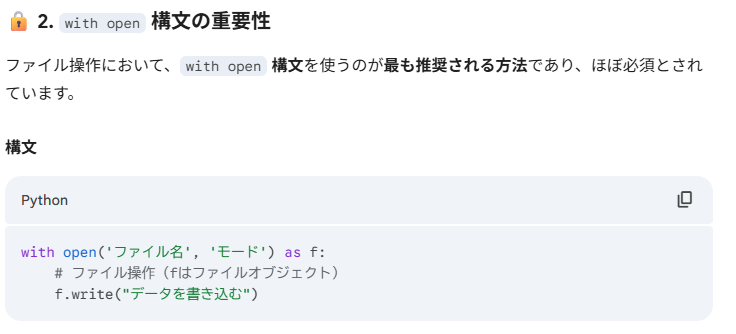 🔒 2. with open 構文の重要性
ファイル操作において、with open 構文を使うのが最も推奨される方法であり、ほぼ必須とされ
ています。
構文
Python
with open('ファイル名', 'モード') as f:
    # ファイル操作（fはファイルオブジェクト）
    f.write("データを書き込む")